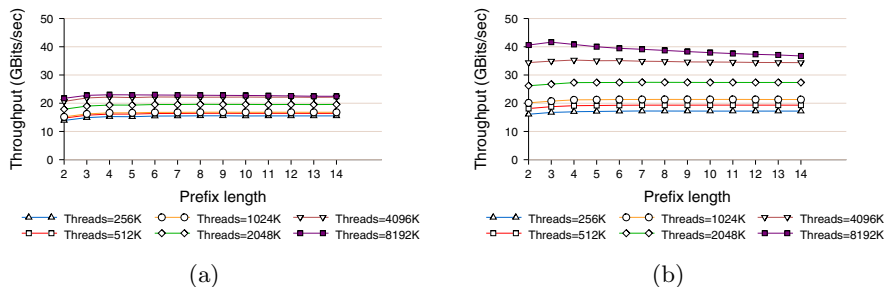 50
40
30
20
10
0
Throughput (GBits/sec)
2 3 4 5 6 7 8 9 10 11 12 13 14
Prefix length
Threads=256K Threads=1024K Threads=4096K
Threads=512K Threads=2048K Threads=8192K
(a)
50
40
30
20
10
0
Throughput (GBits/sec)
2 3 4 5 6 7 8 9 10 11 12 13 14
Prefix length
Threads=256K Threads=1024K Threads=4096K
Threads=512K Threads=2048K Threads=8192K
(b)